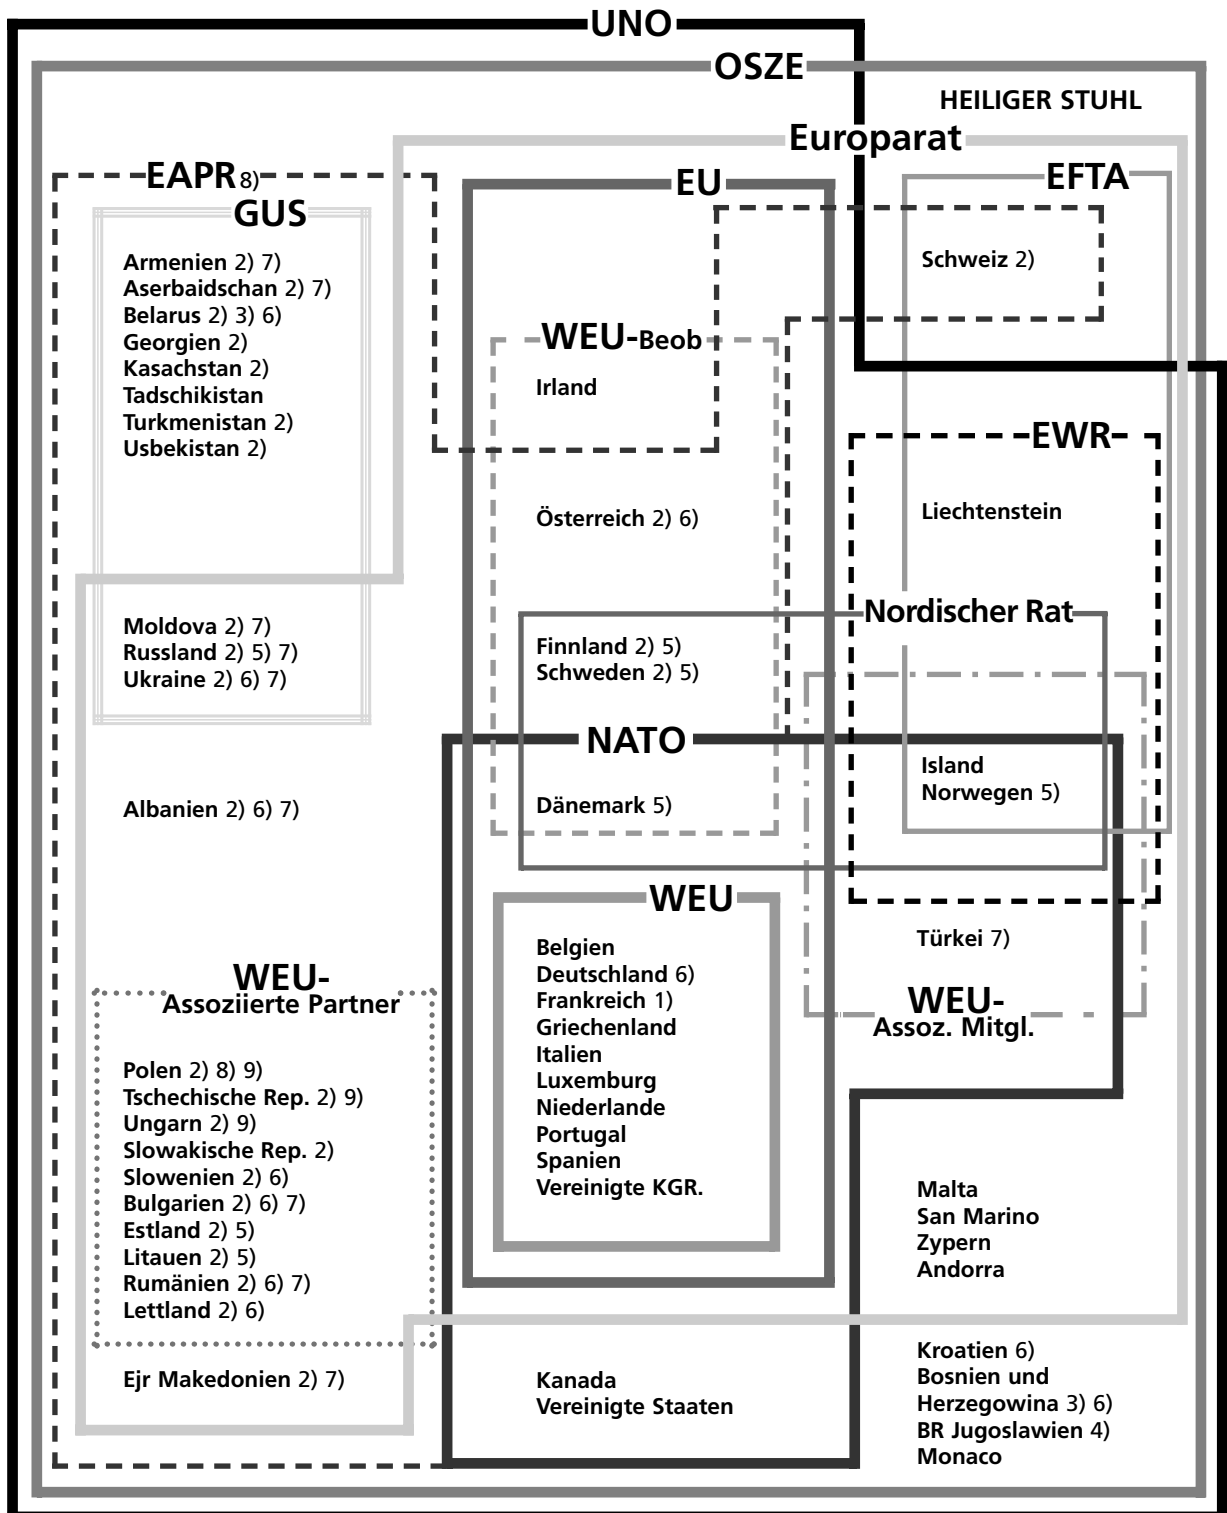 UNO
OSZE
HEILIGER STUHL
Europarat
EAPR 8)
EU
EFTA
GUS
Armenien 2) 7)
Aserbaidschan 2) 7)
Belarus 2) 3) 6)
Georgien 2)
Kasachstan 2)
Tadschikistan
Turkmenistan 2)
Usbekistan 2)
Schweiz 2)
WEU-Beob
Irland
EWR
Österreich 2) 6)
Liechtenstein
Nordischer Rat
Moldova 2) 7)
Russland 2) 5) 7)
Ukraine 2) 6) 7)
Finnland 2) 5)
Schweden 2) 5)
NATO
Island
Norwegen 5)
Albanien 2) 6) 7)
Dänemark 5)
WEU
Belgien
Deutschland 6)
Frankreich 1)
Griechenland
Italien
Luxemburg
Niederlande
Portugal
Spanien
Vereinigte KGR.
Türkei 7)
WEU-
Assoz. Mitgl.
WEU-
Assoziierte Partner
Polen 2) 8) 9)
Tschechische Rep. 2) 9)
Ungarn 2) 9)
Slowakische Rep. 2)
Slowenien 2) 6)
Bulgarien 2) 6) 7)
Estland 2) 5)
Litauen 2) 5)
Rumänien 2) 6) 7)
Lettland 2) 6)
Malta
San Marino
Zypern
Andorra
Ejr Makedonien 2) 7)
Kanada
Vereinigte Staaten
Kroatien 6)
Bosnien und
Herzegowina 3) 6)
BR Jugoslawien 4)
Monaco